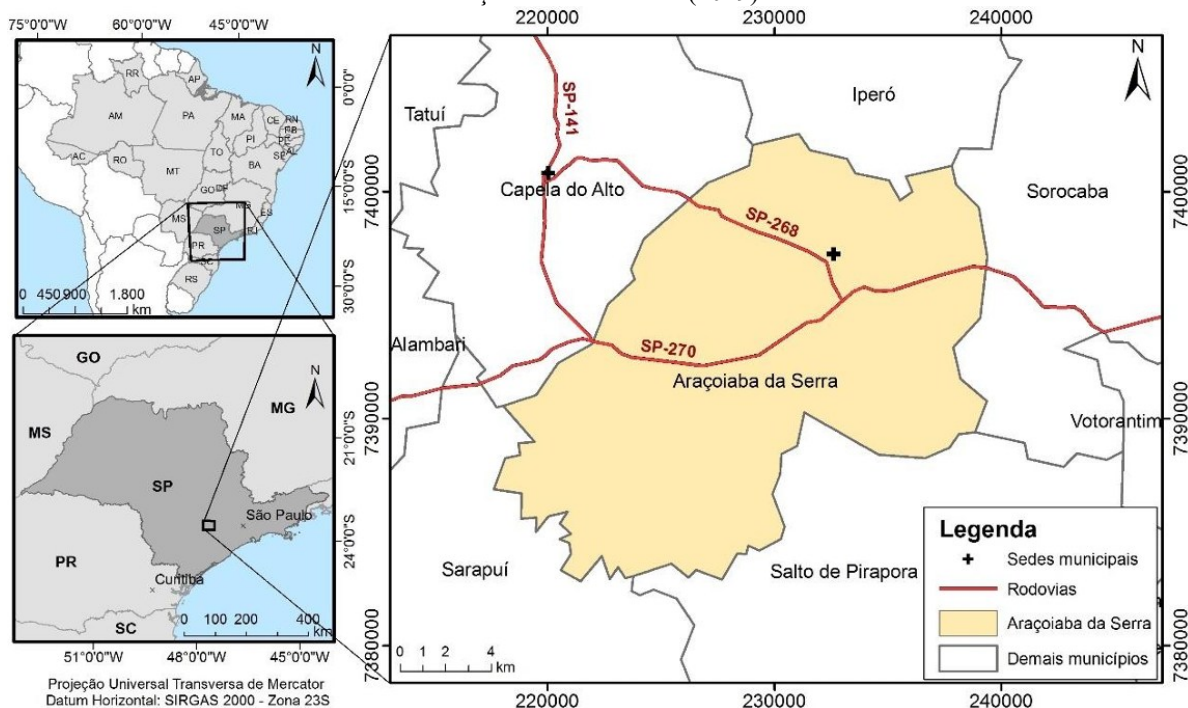 220000
230000
240000
75°0'0"W
60°0'0"W
45°0'0"W
N
RR
AP
AM
PA
MA
CE
RN
PB
PI
AC
RO
TO
BA
MT
GO
DF
MG
ES
MS
SP
RJ
PR
SC
RS
0°0'0"
15°0'0"S
30°0'0"S
0 450 900 1.800
km
GO
N
MG
MS
SP
São Paulo
PR
Curitiba
SC
0 100 200 400
km
21°0'0"S
24°0'0"S
51°0'0"W
48°0'0"W
45°0'0"W
Projeção Universal Transversa de Mercator
Datum Horizontal: SIRGAS 2000 - Zona 23S
N
Tatuí
SP-141
Iperó
Capela do Alto
Sorocaba
SP-268
Alambari
SP-270
Araçoiaba da Serra
Votorantim
Sarapuí
Salto de Pirapora
7400000
7390000
7380000
0 1 2 4
km
Legenda
Sedes municipais
Rodovias
Araçoiaba da Serra
Demais municípios
7400000
7390000
7380000
220000
230000
240000